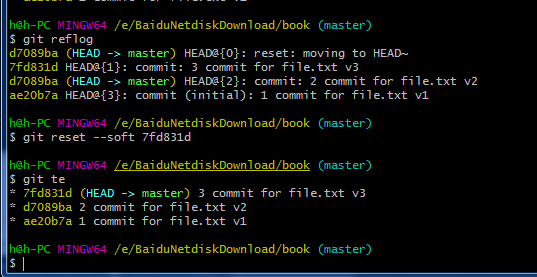 h@h-PC MINGW64 /e/BaiduNetdiskDownload/book (master)
$ git reflog
d7089ba (HEAD -> master) HEAD@{0}: reset: moving to HEAD~
7fd831d HEAD@{1}: commit: 3 commit for file.txt v3
d7089ba (HEAD -> master) HEAD@{2}: commit: 2 commit for file.txt v2
ae20b7a HEAD@{3}: commit (initial): 1 commit for file.txt v1
h@h-PC MINGW64 /e/BaiduNetdiskDownload/book (master)
$ git reset --soft 7fd831d
h@h-PC MINGW64 /e/BaiduNetdiskDownload/book (master)
$ git te
* 7fd831d (HEAD -> master) 3 commit for file.txt v3
* d7089ba 2 commit for file.txt v2
* ae20b7a 1 commit for file.txt v1
h@h-PC MINGW64 /e/BaiduNetdiskDownload/book (master)
$